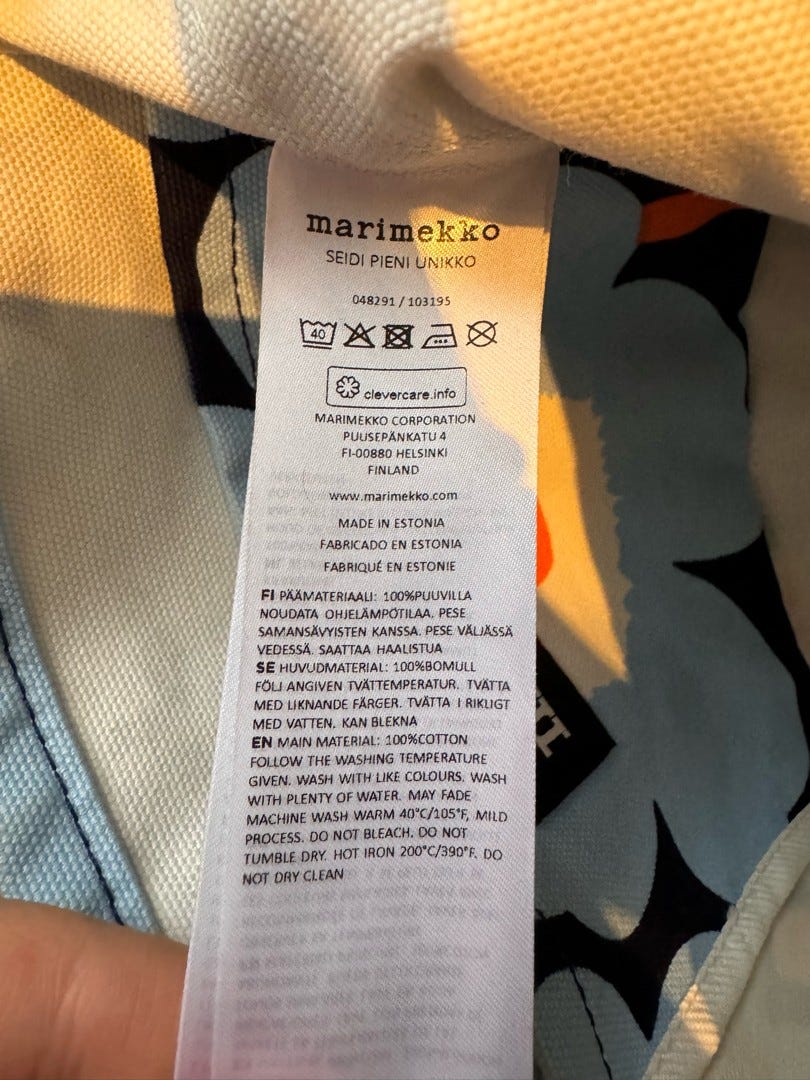 marimekko
SEIDI PIENI UNIKKO
048291 / 103195
40
clevercare.info
MARIMEKKO CORPORATION
PUUSEPÄNKATU 4
FI-00880 HELSINKI
FINLAND
www.marimekko.com
MADE IN ESTONIA
FABRICADO EN ESTONIA
FABRIQUÉ EN ESTONIE
FI PÄÄMATERIAALI: 100%PUUVILLA
NOUDATA OHJELÄMPÖTILAA. PESE
SAMANSÄVYISTEN KANSSA. PESE VÄLJÄSSÄ
VEDESSÄ. SAATTAA HAALISTUA
SE HUVUDMATERIAL: 100%BOMULL
FÖLJ ANGIVEN TVÄTTEMPERATUR. TVÄTTA
MED LIKNANDE FÄRGER. TVÄTTA I RIKLIGT
MED VATTEN. KAN BLEKNA
EN MAIN MATERIAL: 100%COTTON
FOLLOW THE WASHING TEMPERATURE
GIVEN. WASH WITH LIKE COLOURS. WASH
WITH PLENTY OF WATER. MAY FADE
MACHINE WASH WARM 40°C/105°F, MILD
PROCESS. DO NOT BLEACH. DO NOT
TUMBLE DRY. HOT IRON 200°C/390°F. DO
NOT DRY CLEAN